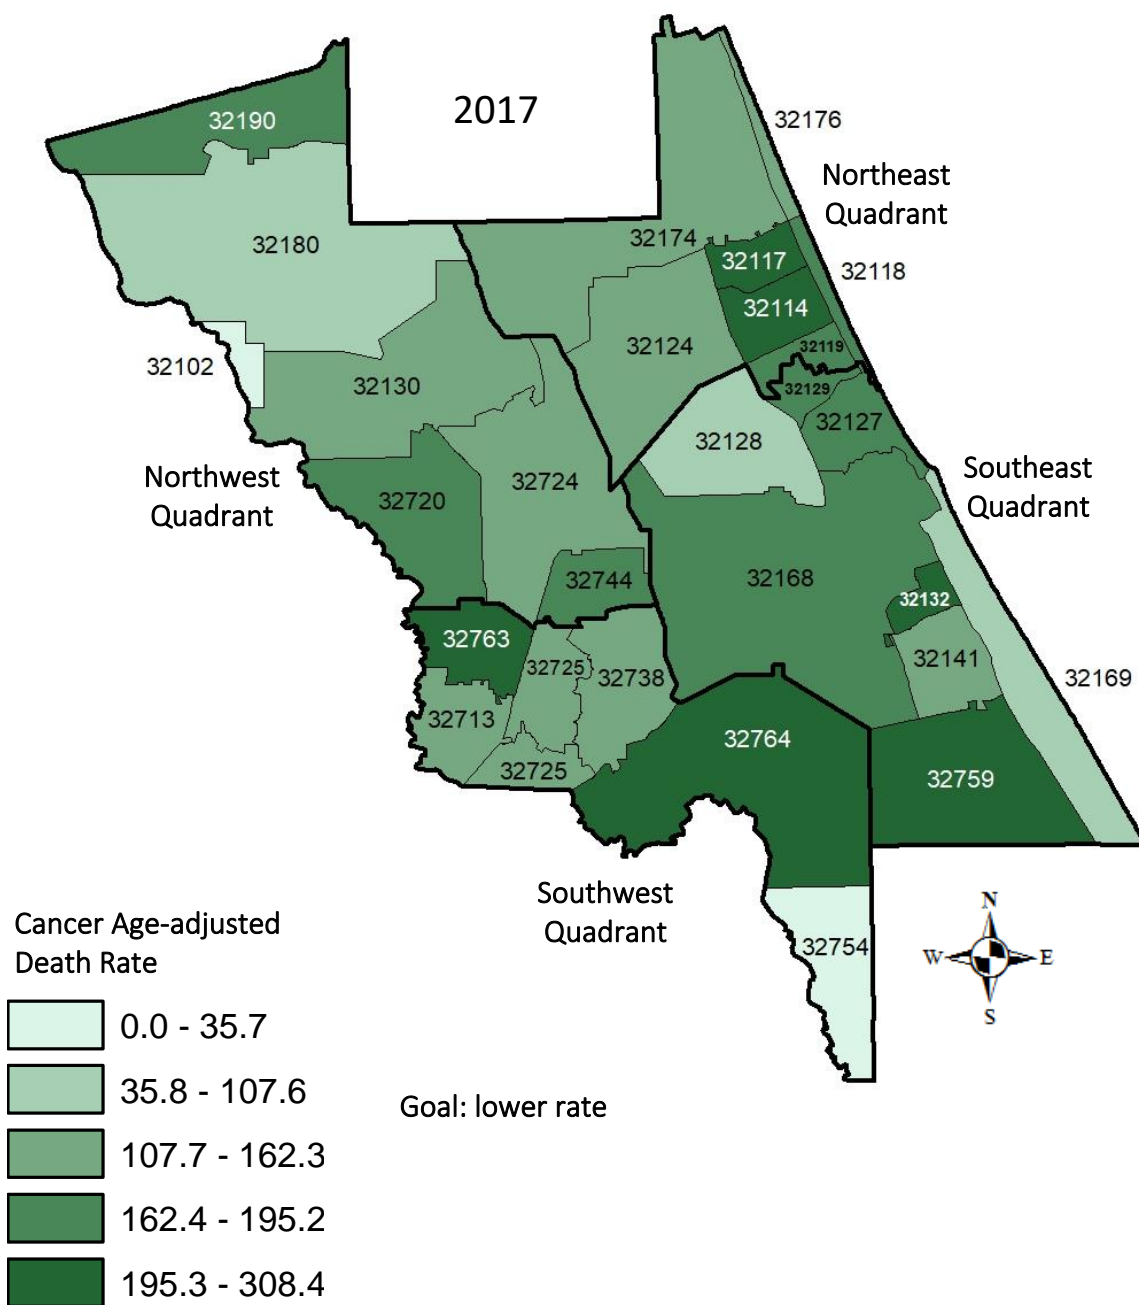 2017
32190
32176
Northeast
Quadrant
32180
32174
32117
32118
32114
32102
32124
32119
32130
32129
32127
32128
Northwest
Quadrant
Southeast
Quadrant
32724
32720
32744
32168
32132
32763
32725
32738
32141
32169
32713
32764
32725
32759
Southwest
Quadrant
32754
N
W
E
S
Cancer Age-adjusted
Death Rate
0.0 - 35.7
35.8 - 107.6
Goal: lower rate
107.7 - 162.3
162.4 - 195.2
195.3 - 308.4